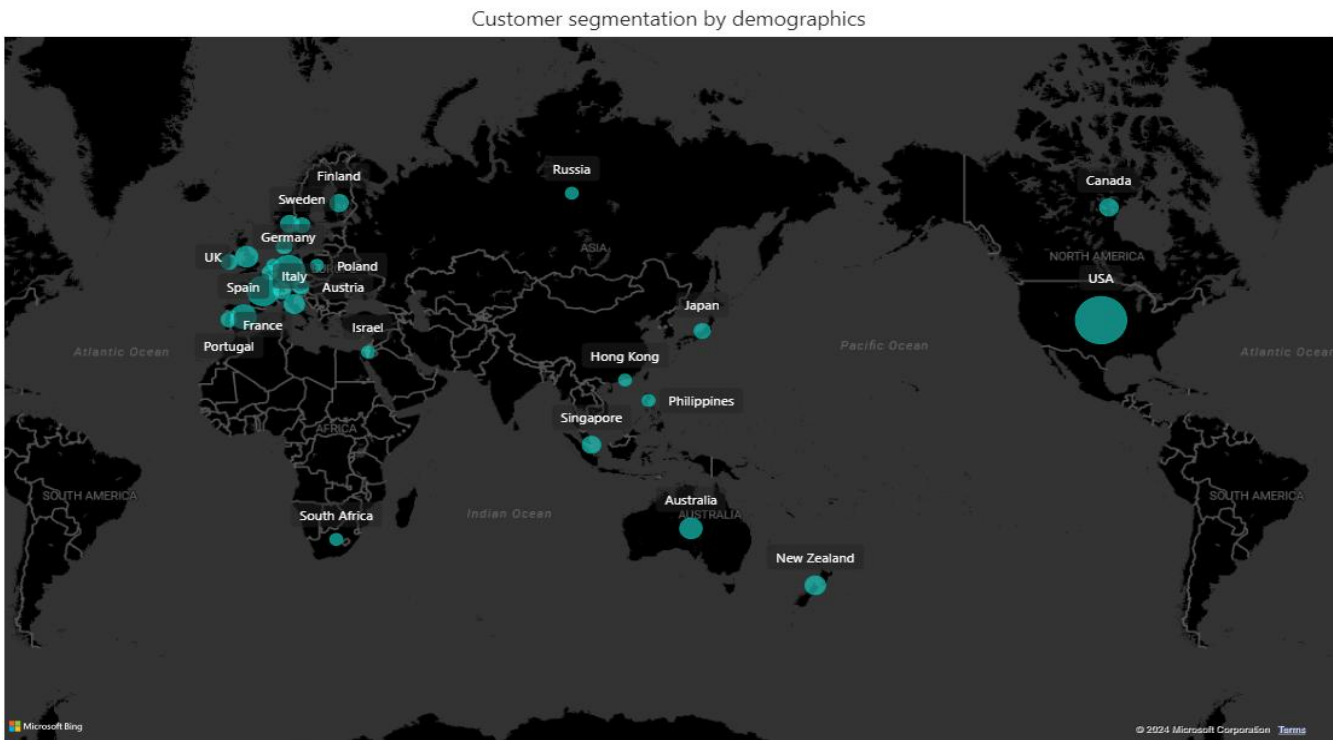 Customer segmentation by demographics
Russia
Finland
Canada
Sweden
Germany
ASIA
UK
NORTH AMERICA
Poland
Italy
USA
Spain
Austria
Japan
France
Israel
Portugal
Atlantic Ocean
Pacific Ocean
Atlantic Ocean
Hong Kong
Philippines
Singapore
AFRICA
SOUTH AMERICA
Australia
SOUTH AMERICA
South Africa
Indian Ocean
AUSTRALIA
New Zealand
Microsoft Bing
© 2024 Microsoft Corporation Terms